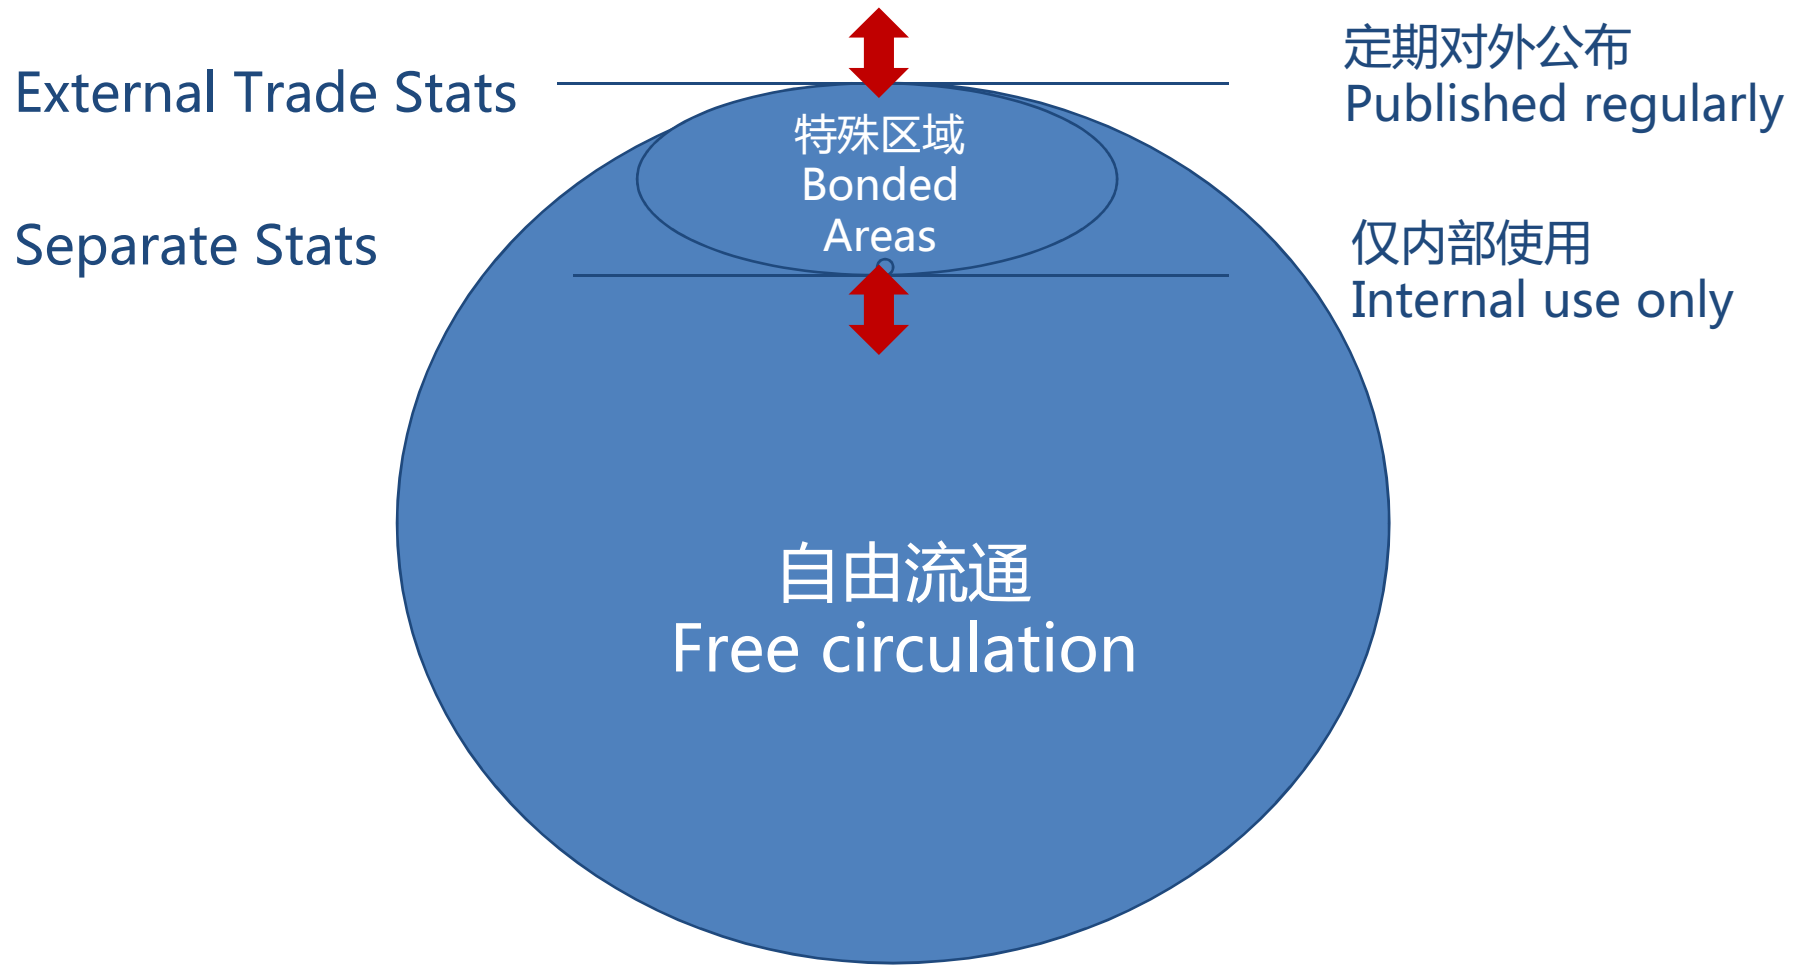 External Trade Stats
定期对外公布
Published regularly
特殊区域
Bonded
Areas
Separate Stats
仅内部使用
Internal use only
自由流通
Free circulation